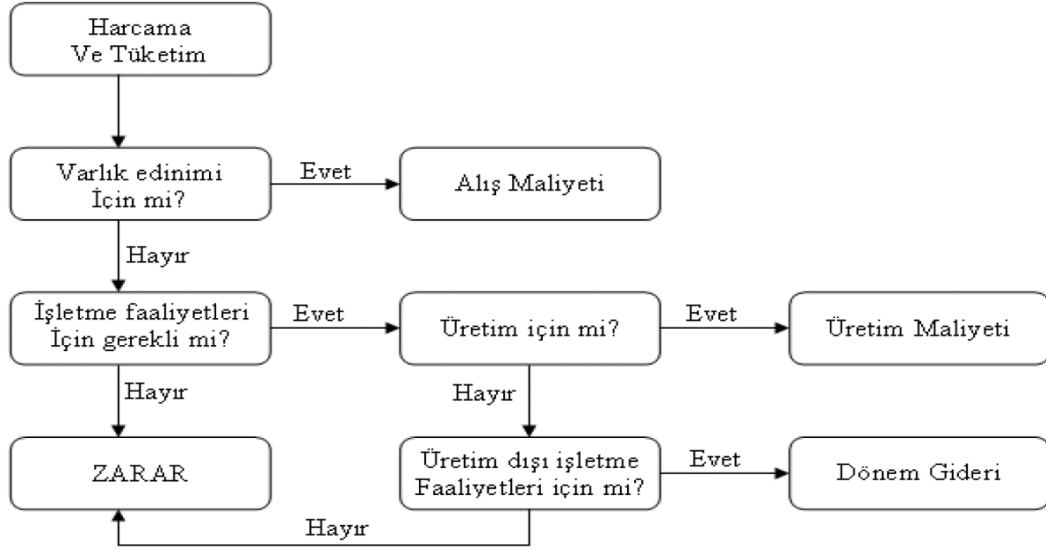 Harcama
Ve Tüketim
Varlık edinimi
İçin mi?
Evet
Alış Maliyeti
Hayır
İşletme faaliyetleri
İçin gerekli mi?
Evet
Üretim için mi?
Evet
Üretim Maliyeti
Hayır
Hayır
ZARAR
Üretim dışı işletme
Faaliyetleri için mi?
Evet
Dönem Gideri
Hayır